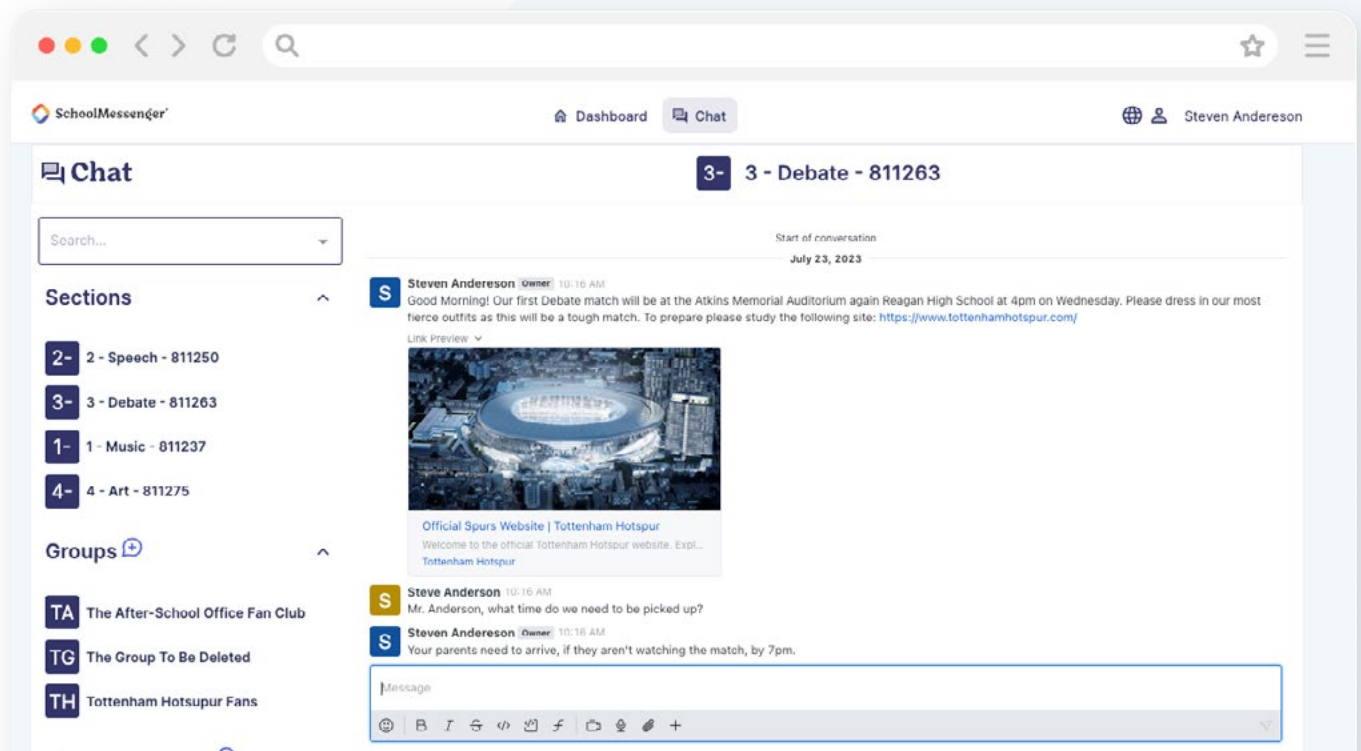 SchoolMessenger
Dashboard
Chat
Steven Andereson
Chat
3-
3 - Debate - 811263
Search...
Sections
2-
2 - Speech - 811250
3-
3 - Debate - 811263
1-
1 - Music - 811237
4-
4 - Art - 811275
Groups
TA
The After-School Office Fan Club
TG
The Group To Be Deleted
TH
Tottenham Hotsupur Fans
Start of conversation
July 23, 2023
S
Steven Andereson Owner 10:16 AM
Good Morning! Our first Debate match will be at the Atkins Memorial Auditorium again Reagan High School at 4pm on Wednesday. Please dress in our most
fierce outfits as this will be a tough match. To prepare please study the following site: https://www.tottenhamhotspur.com/
Link Preview
Official Spurs Website | Tottenham Hotspur
Welcome to the official Tottenham Hotspur website. Expl...
Tottenham Hotspur
S
Steve Anderson 10:16 AM
Mr. Anderson, what time do we need to be picked up?
S
Steven Andereson Owner 10:16 AM
Your parents need to arrive, if they aren't watching the match, by 7pm.
Message